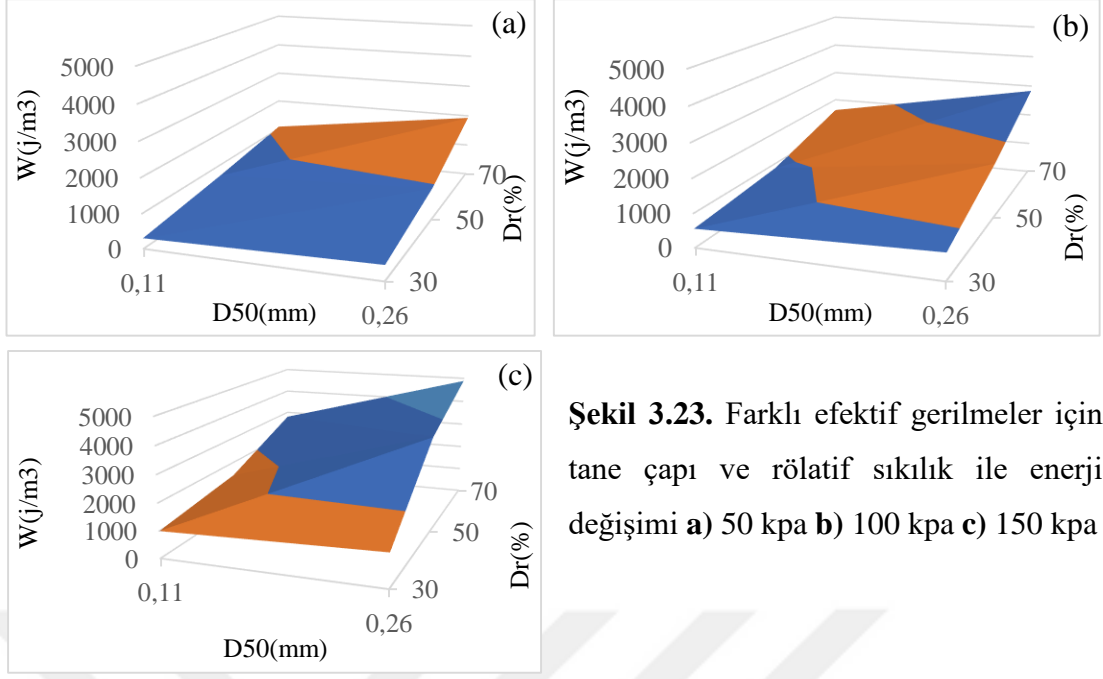 (a)
W(j/m3)
5000
4000
3000
2000
1000
0
0,11
0,26
D50(mm)
30
50
70
Dr(%)
(b)
W(j/m3)
5000
4000
3000
2000
1000
0
0,11
0,26
D50(mm)
30
50
70
Dr(%)
(c)
W(j/m3)
5000
4000
3000
2000
1000
0
0,11
0,26
D50(mm)
30
50
70
Dr(%)
Şekil 3.23. Farklı efektif gerilmeler için
tane çapı ve rölatif sıkılık ile enerji
değişimi a) 50 kpa b) 100 kpa c) 150 kpa